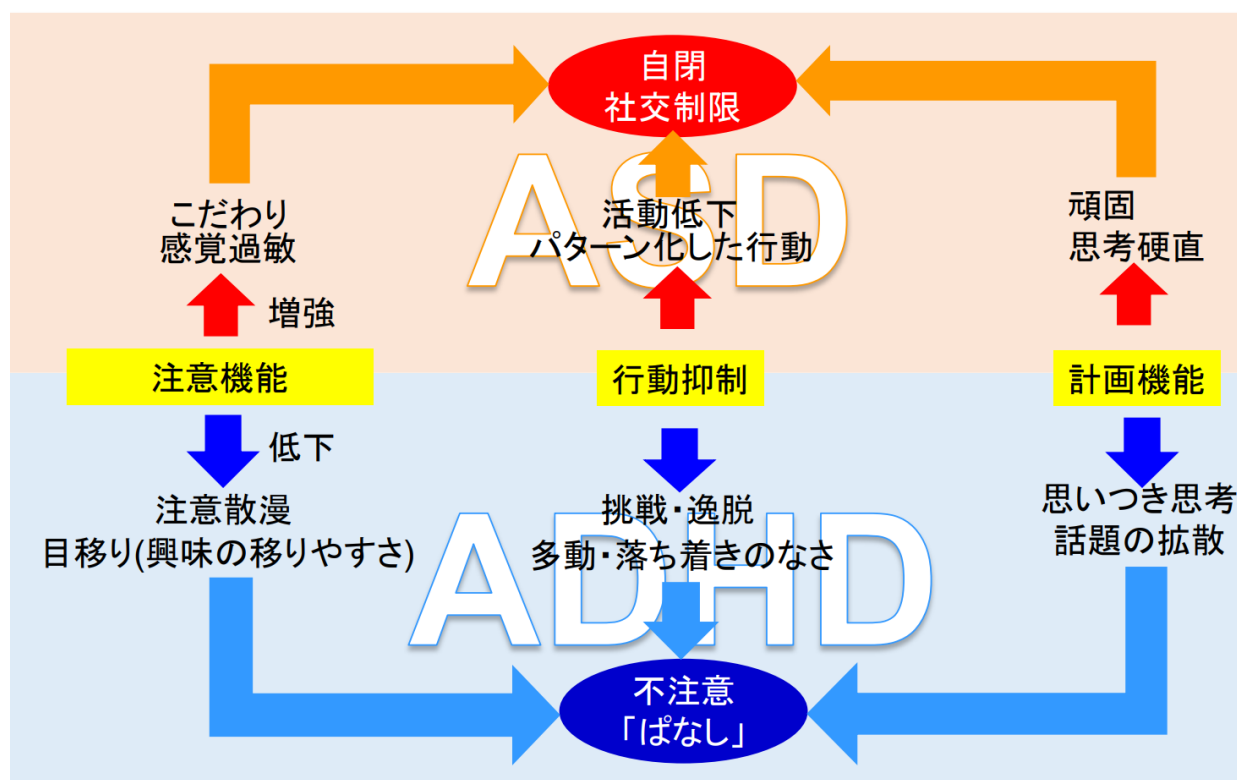 自閉
社交制限
ASD
こだわり
感覚過敏
活動低下
パターン化した行動
頑固
思考硬直
増強
注意機能
行動抑制
計画機能
低下
注意散漫
目移り(興味の移りやすさ)
挑戦・逸脱
多動・落ち着きのなさ
思いつき思考
話題の拡散
ADHD
不注意
「ぱなし」